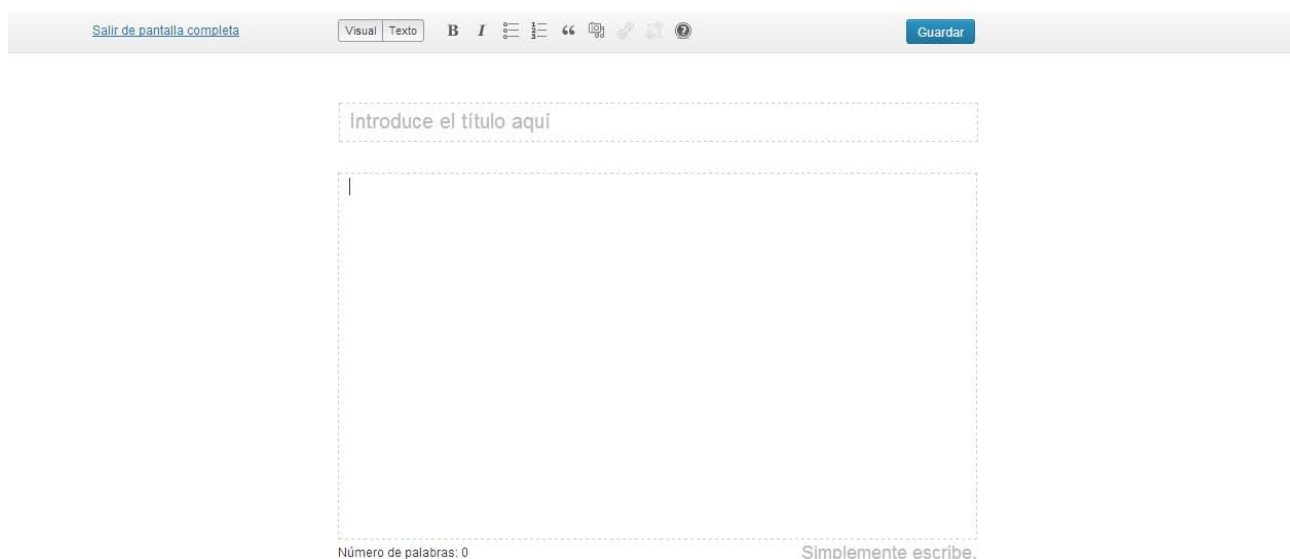 Salir de pantalla completa Visual Texto B I Guardar
Introduce el título aquí
Número de palabras: 0 Simplemente escribe.